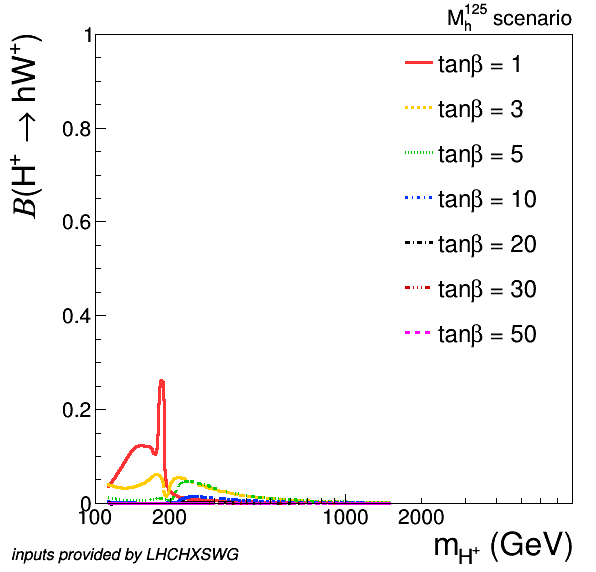 M_h^125 scenario
B(H⁺ → hW⁺)
1
0.8
0.6
0.4
0.2
0
tanβ = 1
tanβ = 3
tanβ = 5
tanβ = 10
tanβ = 20
tanβ = 30
tanβ = 50
100 200 1000 2000
m_H⁺ (GeV)
inputs provided by LHCHXSWG